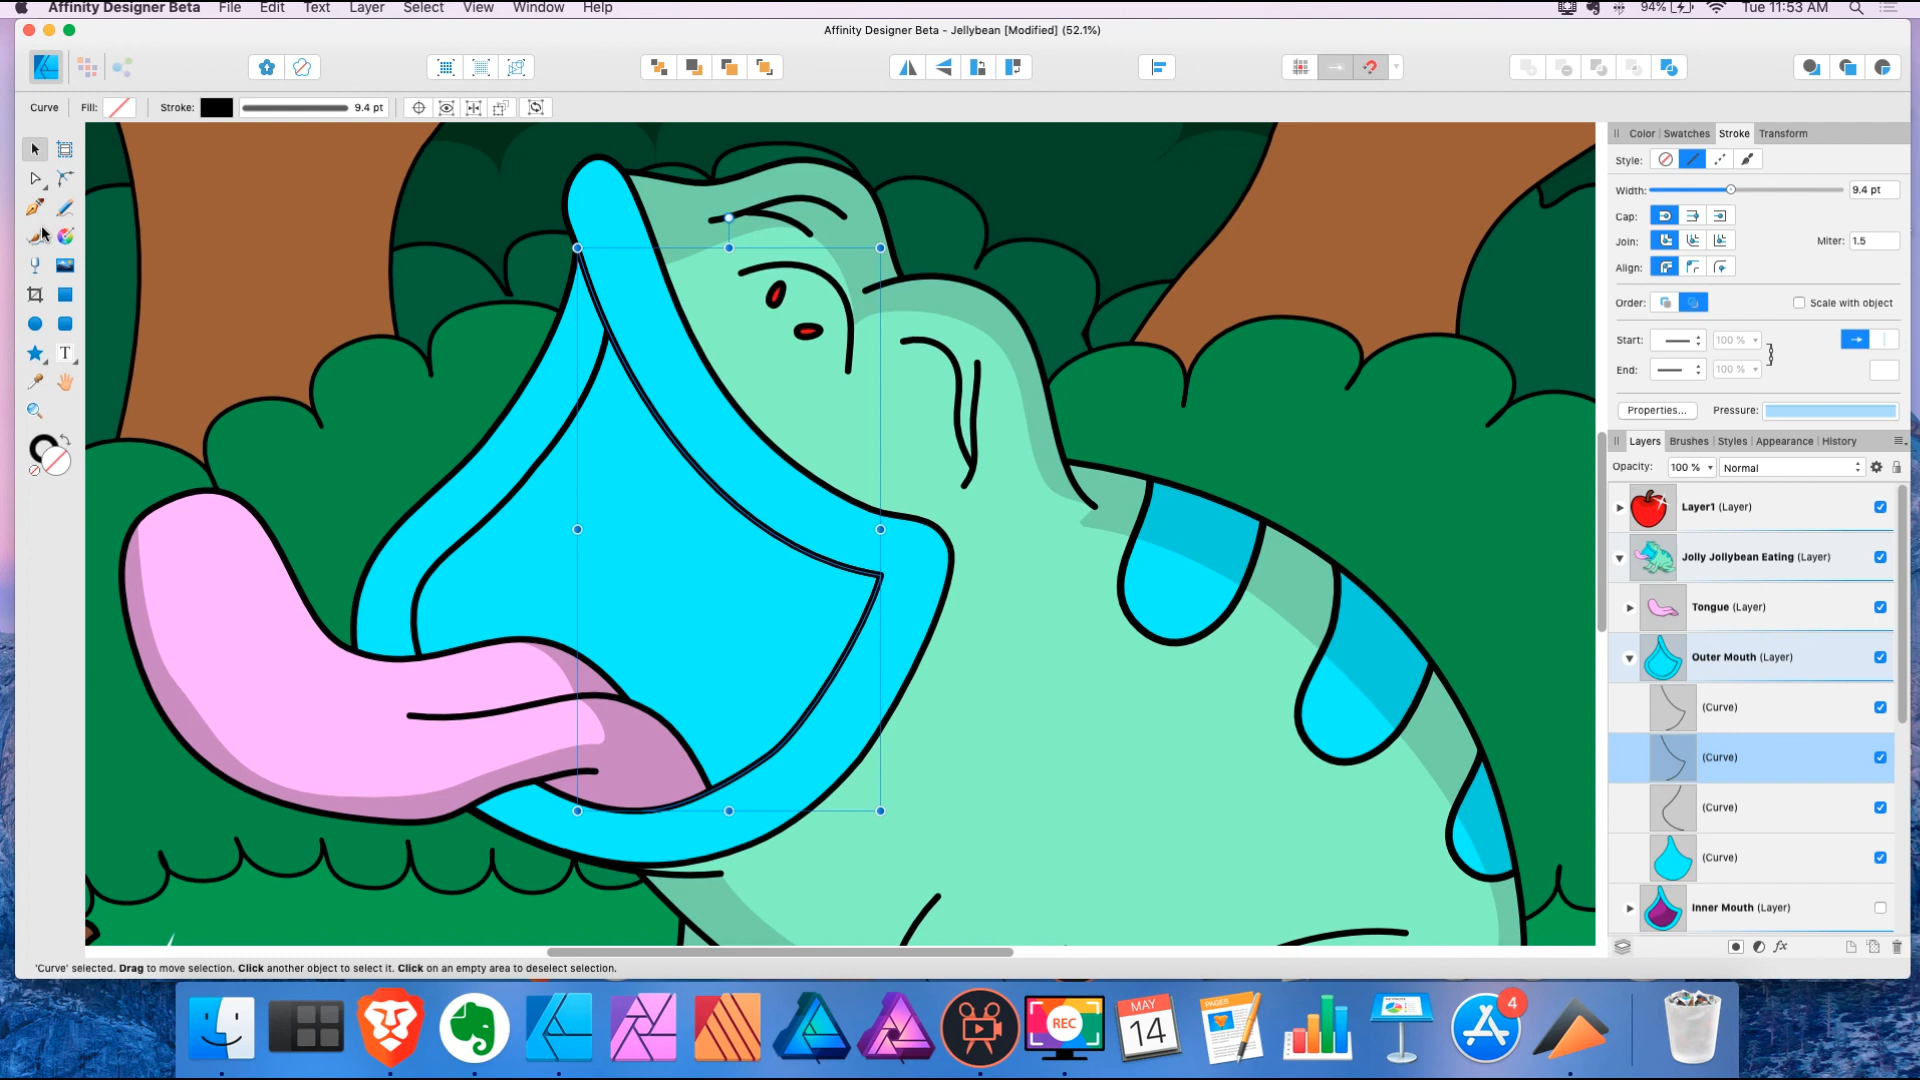 Affinity Designer Beta File Edit Text Layer Select View Window Help 94% Tue 11:53 AM
Affinity Designer Beta - Jellybean [Modified] (52.1%)
Curve Fill: Stroke: 9.4 pt
Color Swatches Stroke Transform
Style:
Width: 9.4 pt
Cap:
Join: Miter: 1.5
Align:
Order: Scale with object
Start: 100 %
End: 100 %
Properties... Pressure:
Layers Brushes Styles Appearance History
Opacity: 100 % Normal
Layer1 (Layer)
Jolly Jollybean Eating (Layer)
Tongue (Layer)
Outer Mouth (Layer)
(Curve)
(Curve)
(Curve)
(Curve)
Inner Mouth (Layer)
fx
T
'Curve' selected. Drag to move selection. Click another object to select it. Click on an empty area to deselect selection.
REC
MAY
14
PAGES
4